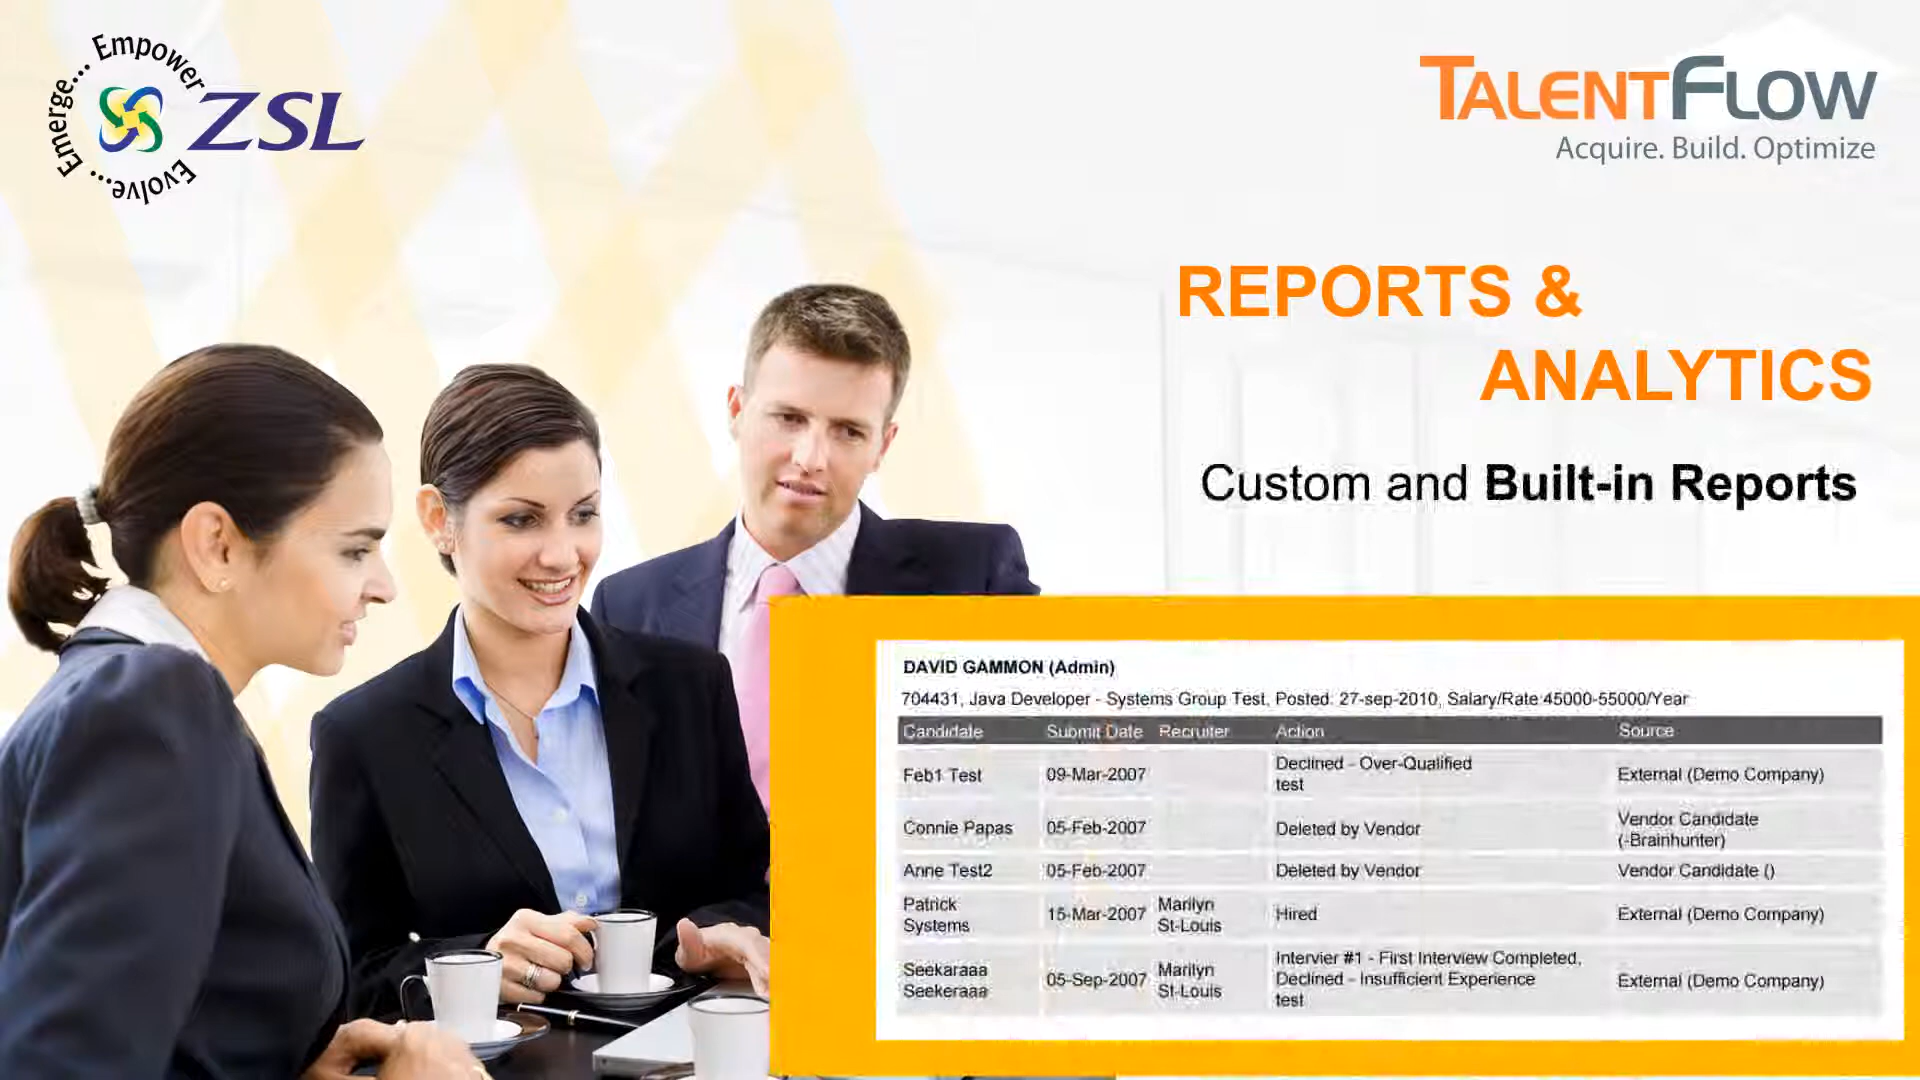 Emerge... Empower
Evolve...
ZSL
TALENTFLOW
Acquire. Build. Optimize
REPORTS &
ANALYTICS
Custom and Built-in Reports
DAVID GAMMON (Admin)
704431, Java Developer - Systems Group Test, Posted: 27-sep-2010, Salary/Rate:45000-55000/Year
Candidate Submit Date Recruiter Action Source
Feb1 Test 09-Mar-2007 Declined - Over-Qualified External (Demo Company)
test
Connie Papas 05-Feb-2007 Deleted by Vendor Vendor Candidate
(-Brainhunter)
Anne Test2 05-Feb-2007 Deleted by Vendor Vendor Candidate ()
Patrick 15-Mar-2007 Marilyn Hired External (Demo Company)
Systems St-Louis
Seekaraaa 05-Sep-2007 Marilyn Intervier #1 - First Interview Completed, External (Demo Company)
Seekeraaa St-Louis Declined - Insufficient Experience
test